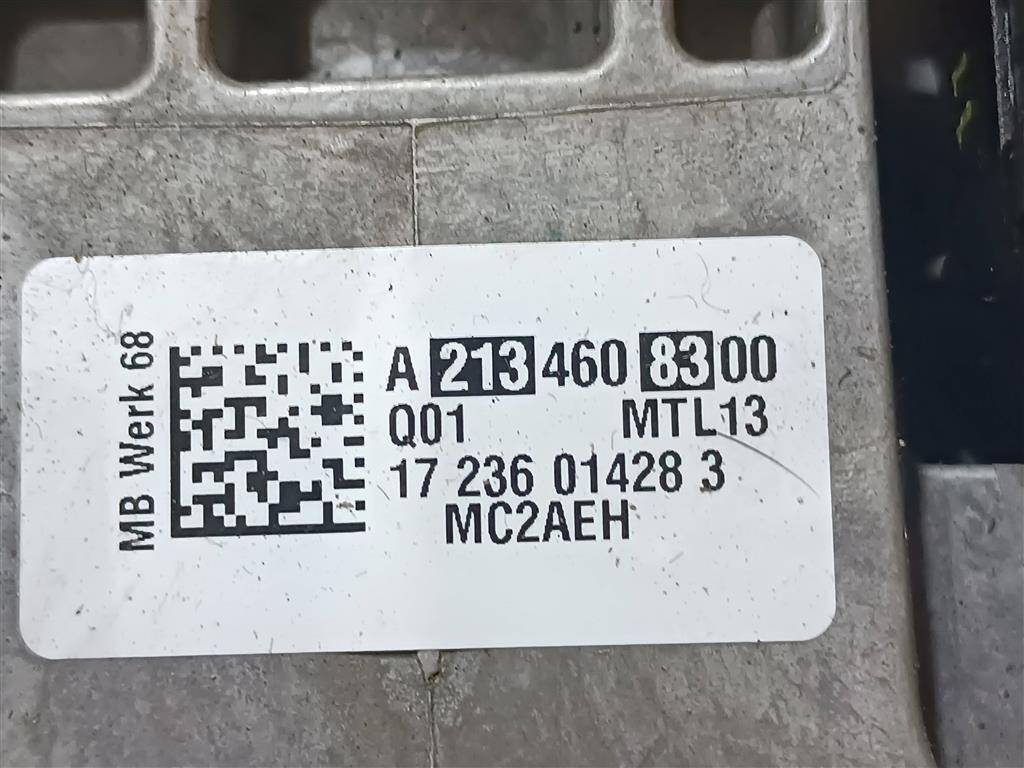 MB Werk 68
A 213 460 83 00
Q01 MTL13
17 236 01428 3
MC2AEH